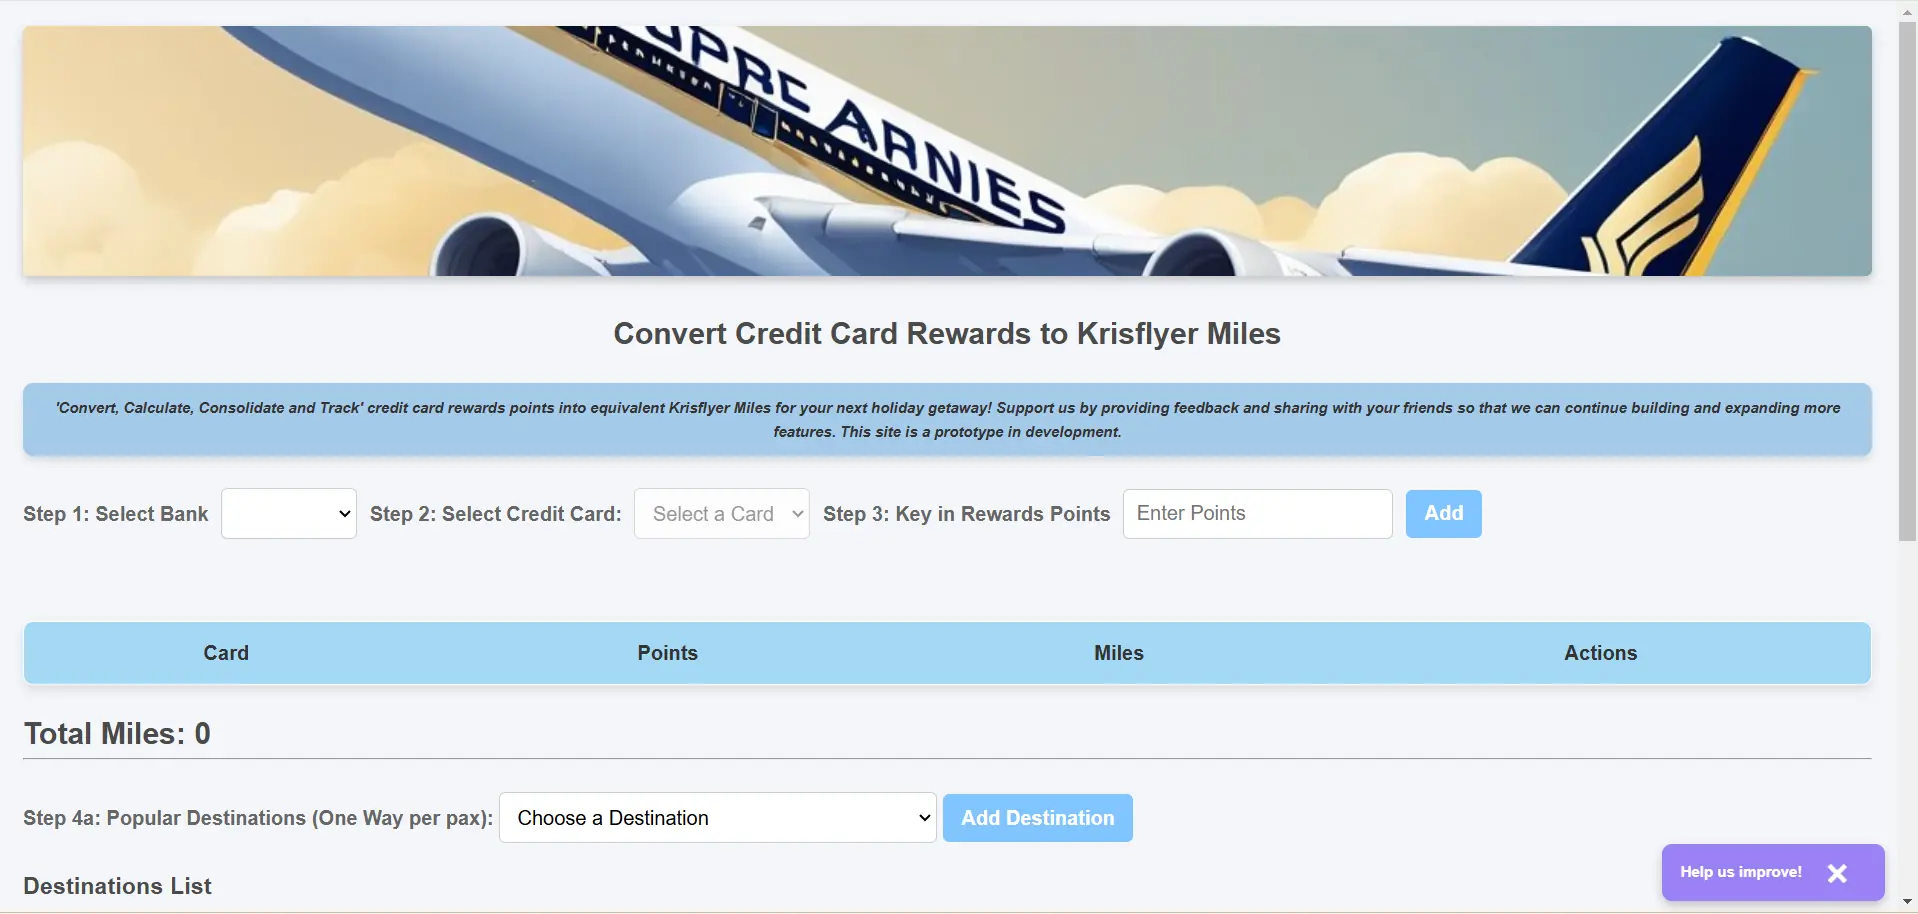 ARNIES
Convert Credit Card Rewards to Krisflyer Miles
'Convert, Calculate, Consolidate and Track' credit card rewards points into equivalent Krisflyer Miles for your next holiday getaway! Support us by providing feedback and sharing with your friends so that we can continue building and expanding more
features. This site is a prototype in development.
Step 1: Select Bank Step 2: Select Credit Card: Select a Card Step 3: Key in Rewards Points Enter Points Add
Card Points Miles Actions
Total Miles: 0
Step 4a: Popular Destinations (One Way per pax): Choose a Destination Add Destination
Help us improve!
Destinations List